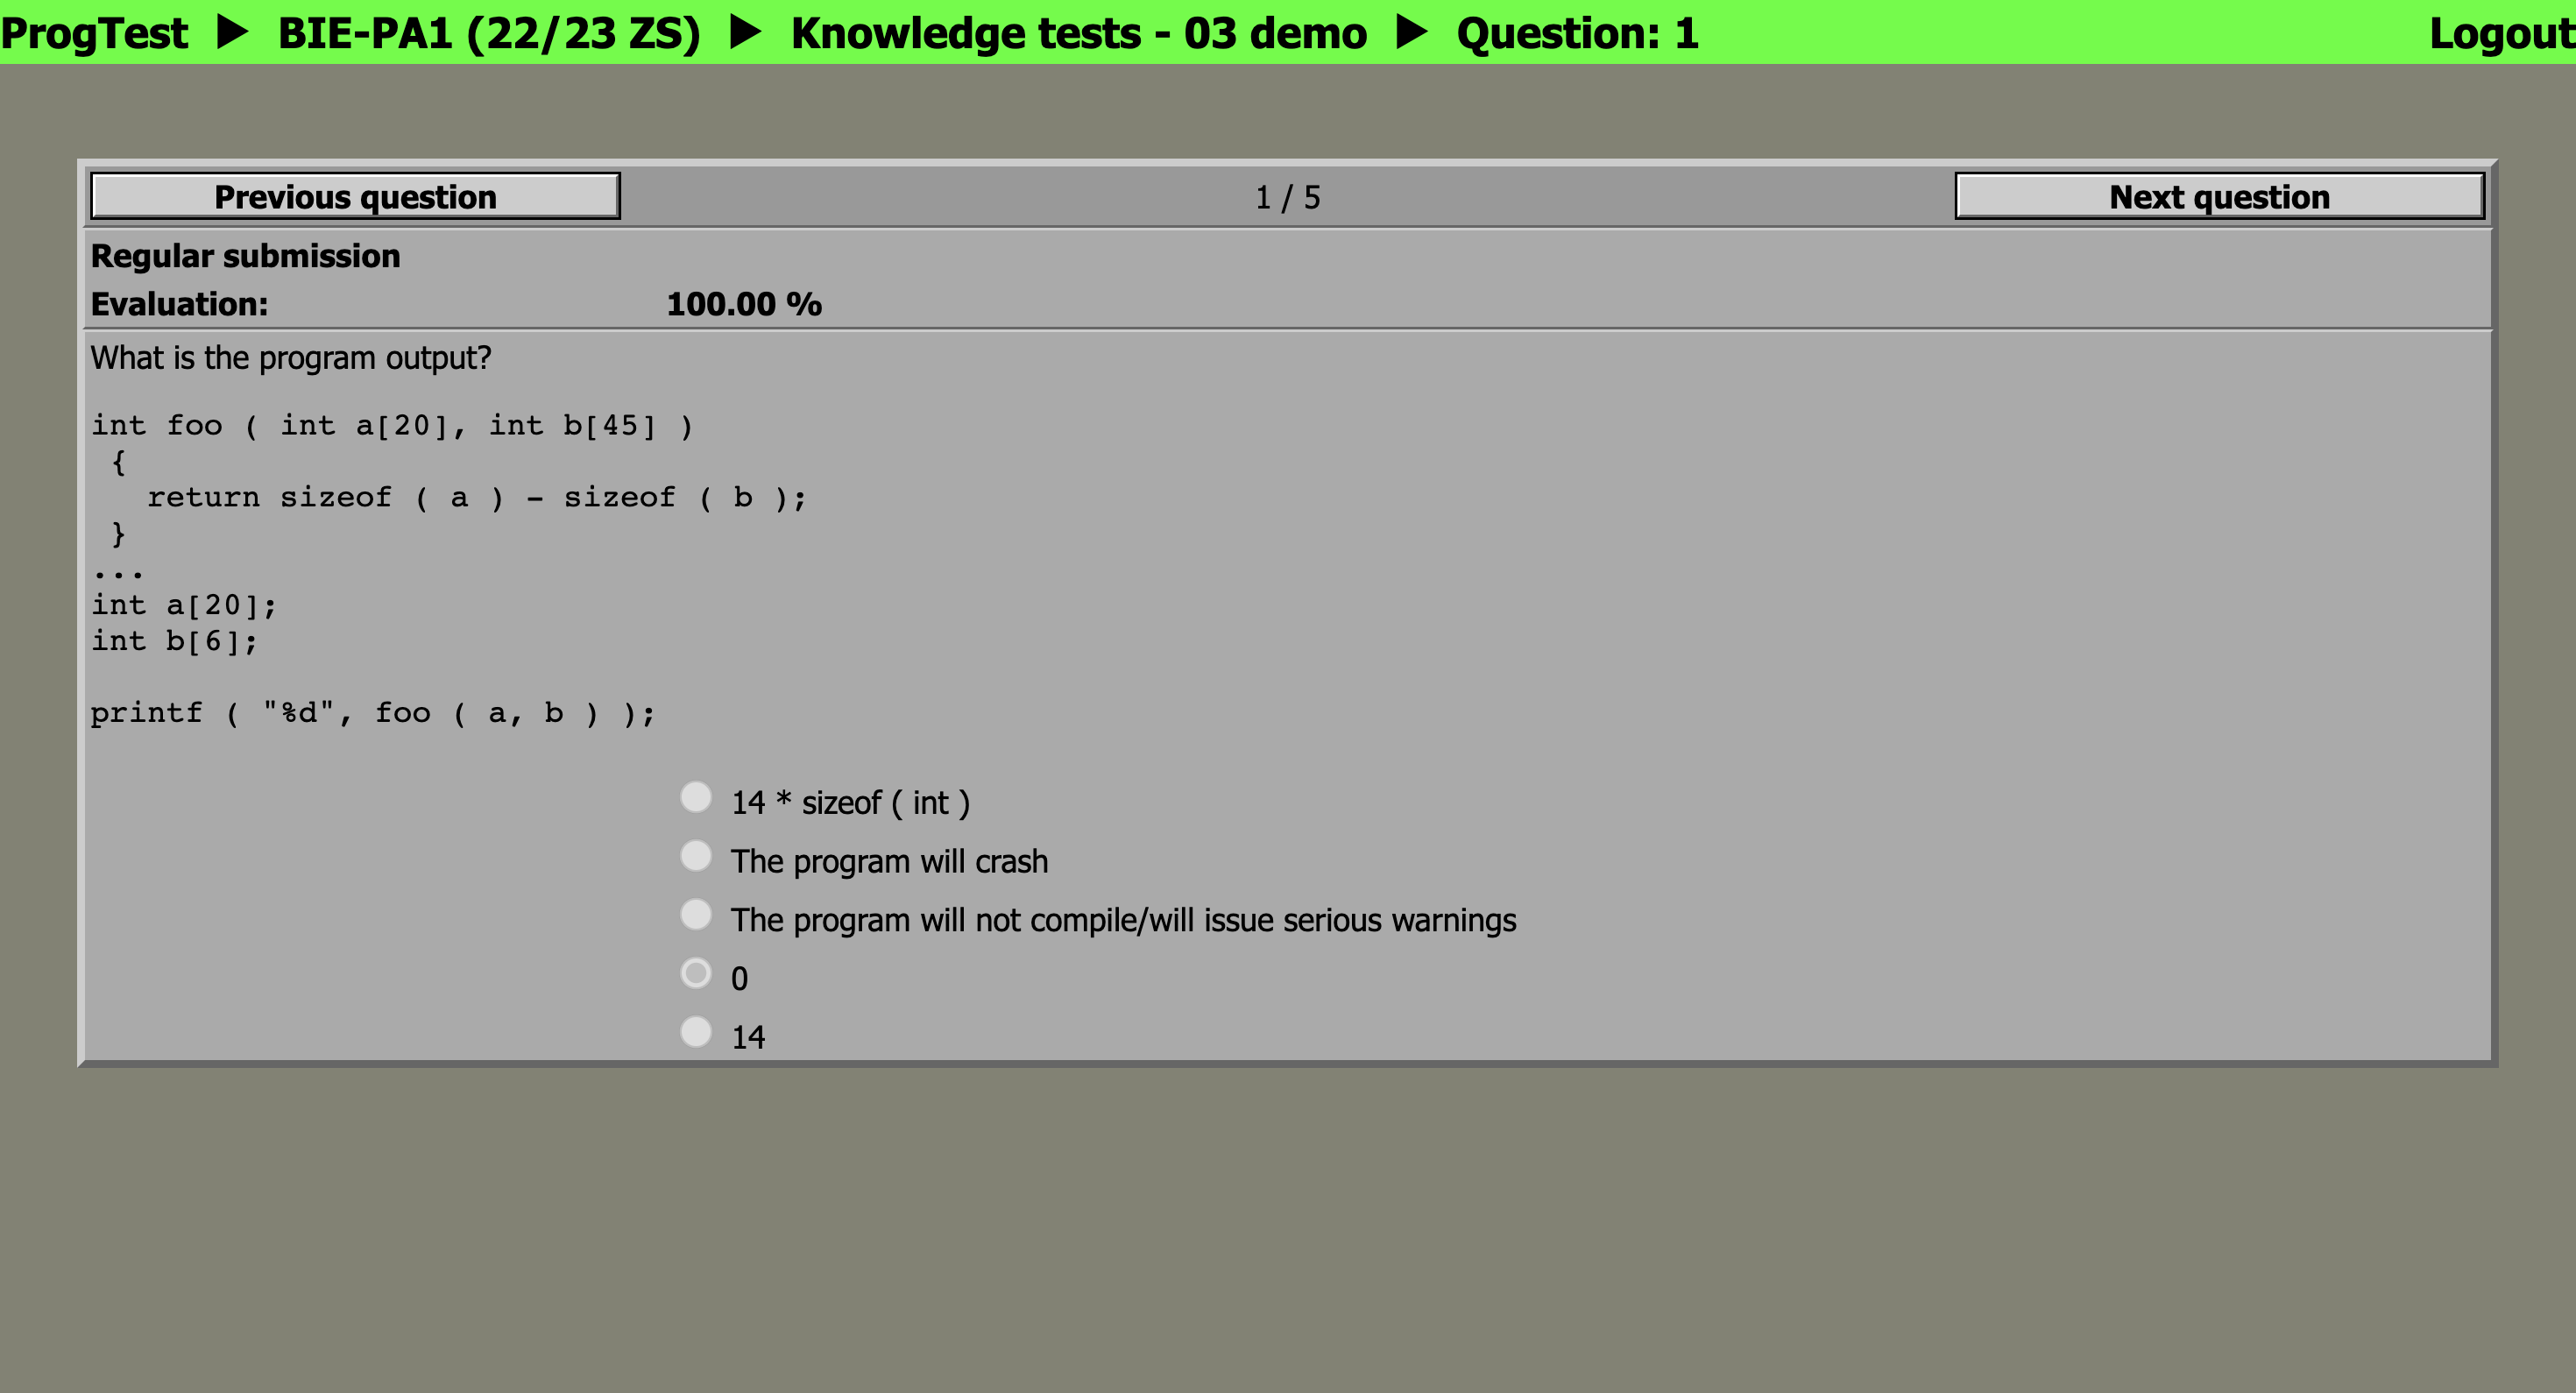 ProgTest ▶ BIE-PA1 (22/23 ZS) ▶ Knowledge tests - 03 demo ▶ Question: 1 Logout
Previous question 1 / 5 Next question
Regular submission
Evaluation: 100.00 %
What is the program output?
int foo ( int a[20], int b[45] )
{
return sizeof ( a ) - sizeof ( b );
}
...
int a[20];
int b[6];
printf ( "%d", foo ( a, b ) );
14 * sizeof ( int )
The program will crash
The program will not compile/will issue serious warnings
0
14